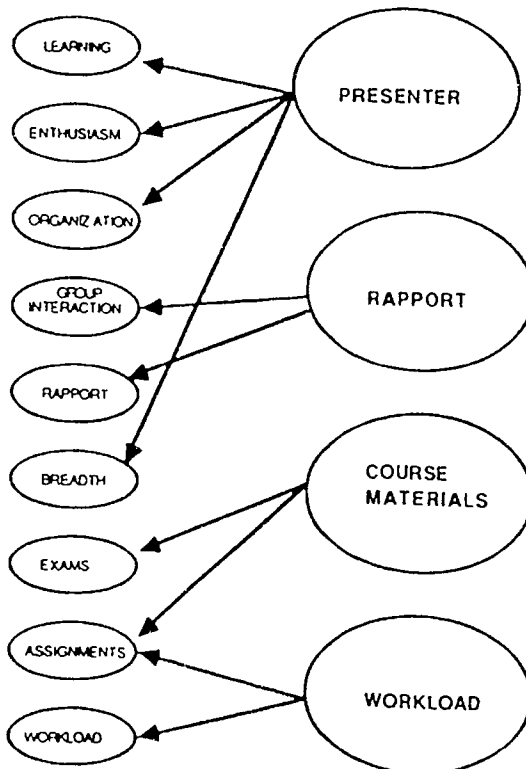 LEARNING
PRESENTER
ENTHUSIASM
ORGANIZATION
GROUP
INTERACTION
RAPPORT
RAPPORT
BREADTH
COURSE
MATERIALS
EXAMS
ASSIGNMENTS
WORKLOAD
WORKLOAD